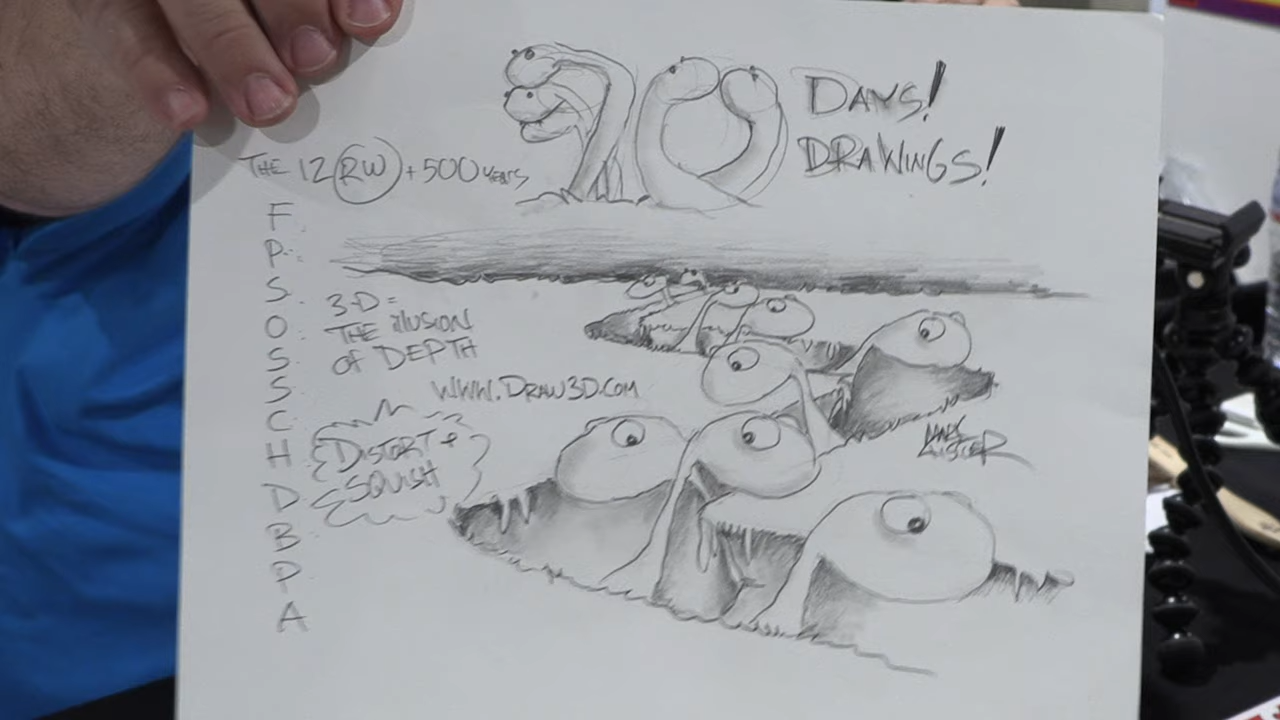 90 DAYS!
DRAWINGS!
THE 12 RW + 500 YEARS
F.
P.
S.
O.
S.
S
C
H
D
B
P
A
3-D =
THE ILLUSION
OF DEPTH
WWW.DRAW3D.COM
DISTORT +
SQUISH
MARK
KISTLER